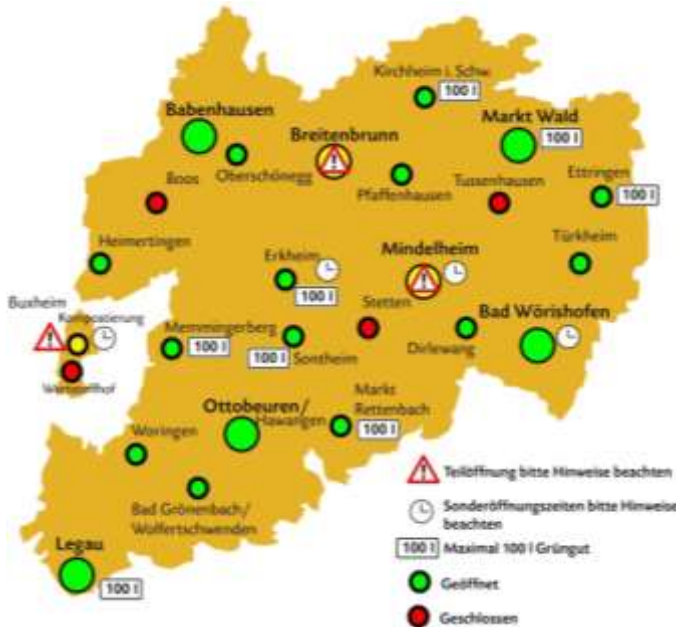 Kirchheim i. Schw.
100 l
Babenhausen
Breitenbrunn
Markt Wald
100 l
Oberschönegg
Boos
Pfaffenhausen
Tussenhausen
Ettringen
100 l
Heimertingen
Erkheim
100 l
Mindelheim
Türkheim
Buxheim
Kompostierung
Wertstoffhof
Memmingerberg
100 l
100 l
Sontheim
Stetten
Dirlewang
Bad Wörishofen
Ottobeuren/
Hawangen
Markt
Rettenbach
100 l
Woringen
Bad Grönenbach/
Wolfertschwenden
Legau
100 l
Teilöffnung bitte Hinweise beachten
Sonderöffnungszeiten bitte Hinweise
beachten
100 l Maximal 100 l Grüngut
Geöffnet
Geschlossen